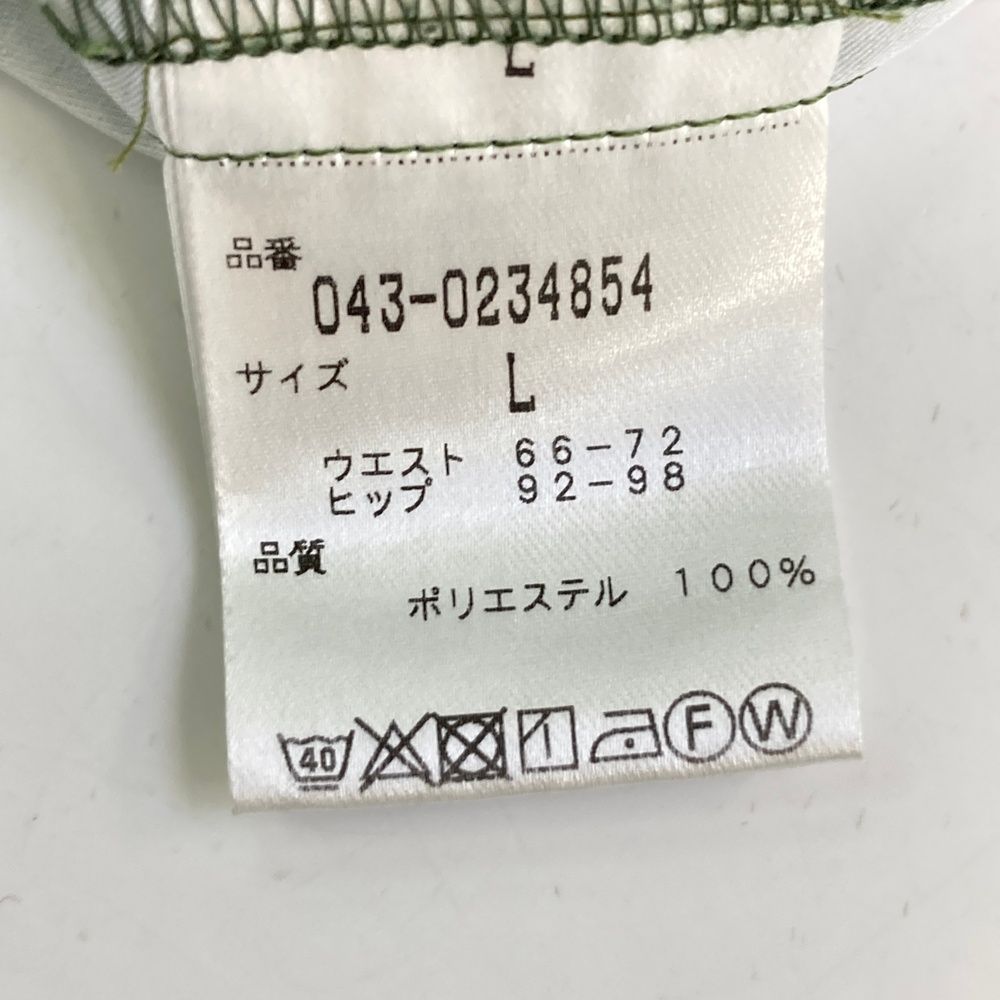 L
品番
043-0234854
サイズ L
ウエスト 66-72
ヒップ 92-98
品質
ポリエステル 100%
40 F W